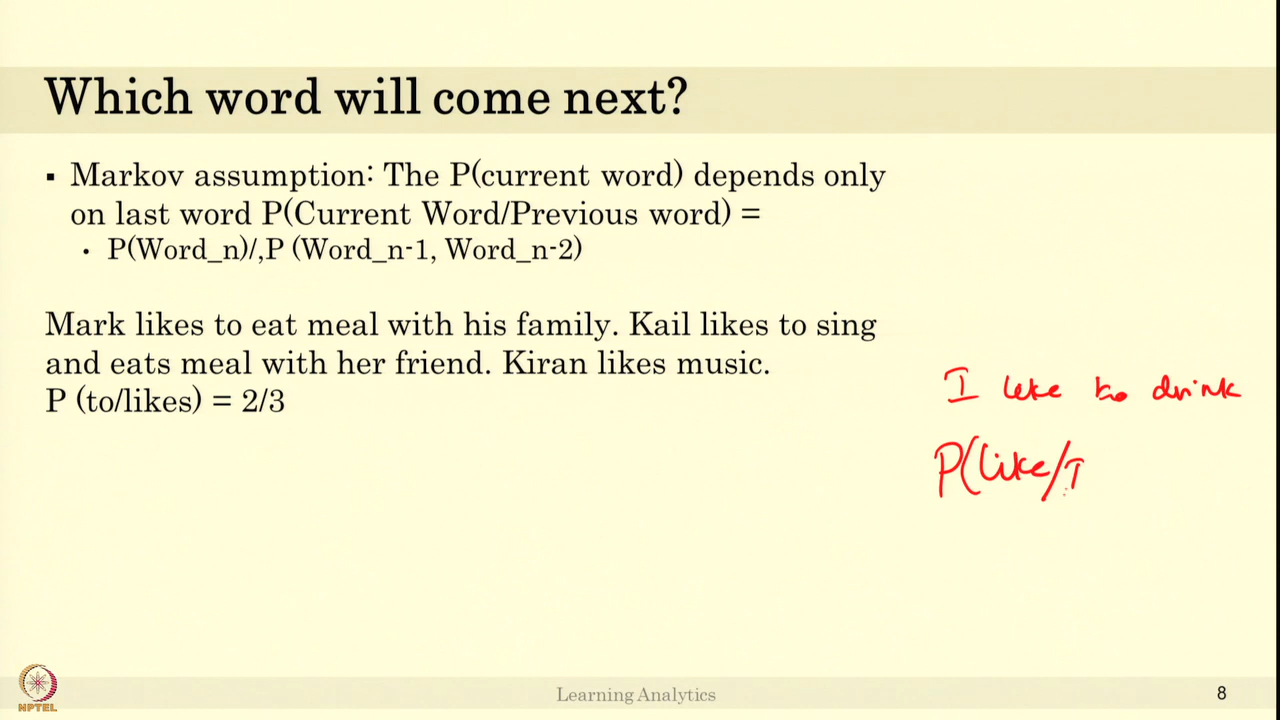 Which word will come next?
▪ Markov assumption: The P(current word) depends only
on last word P(Current Word/Previous word) =
• P(Word_n)/,P (Word_n-1, Word_n-2)
Mark likes to eat meal with his family. Kail likes to sing
and eats meal with her friend. Kiran likes music.
P (to/likes) = 2/3
I like to drink
P(like/I
NPTEL
Learning Analytics
8